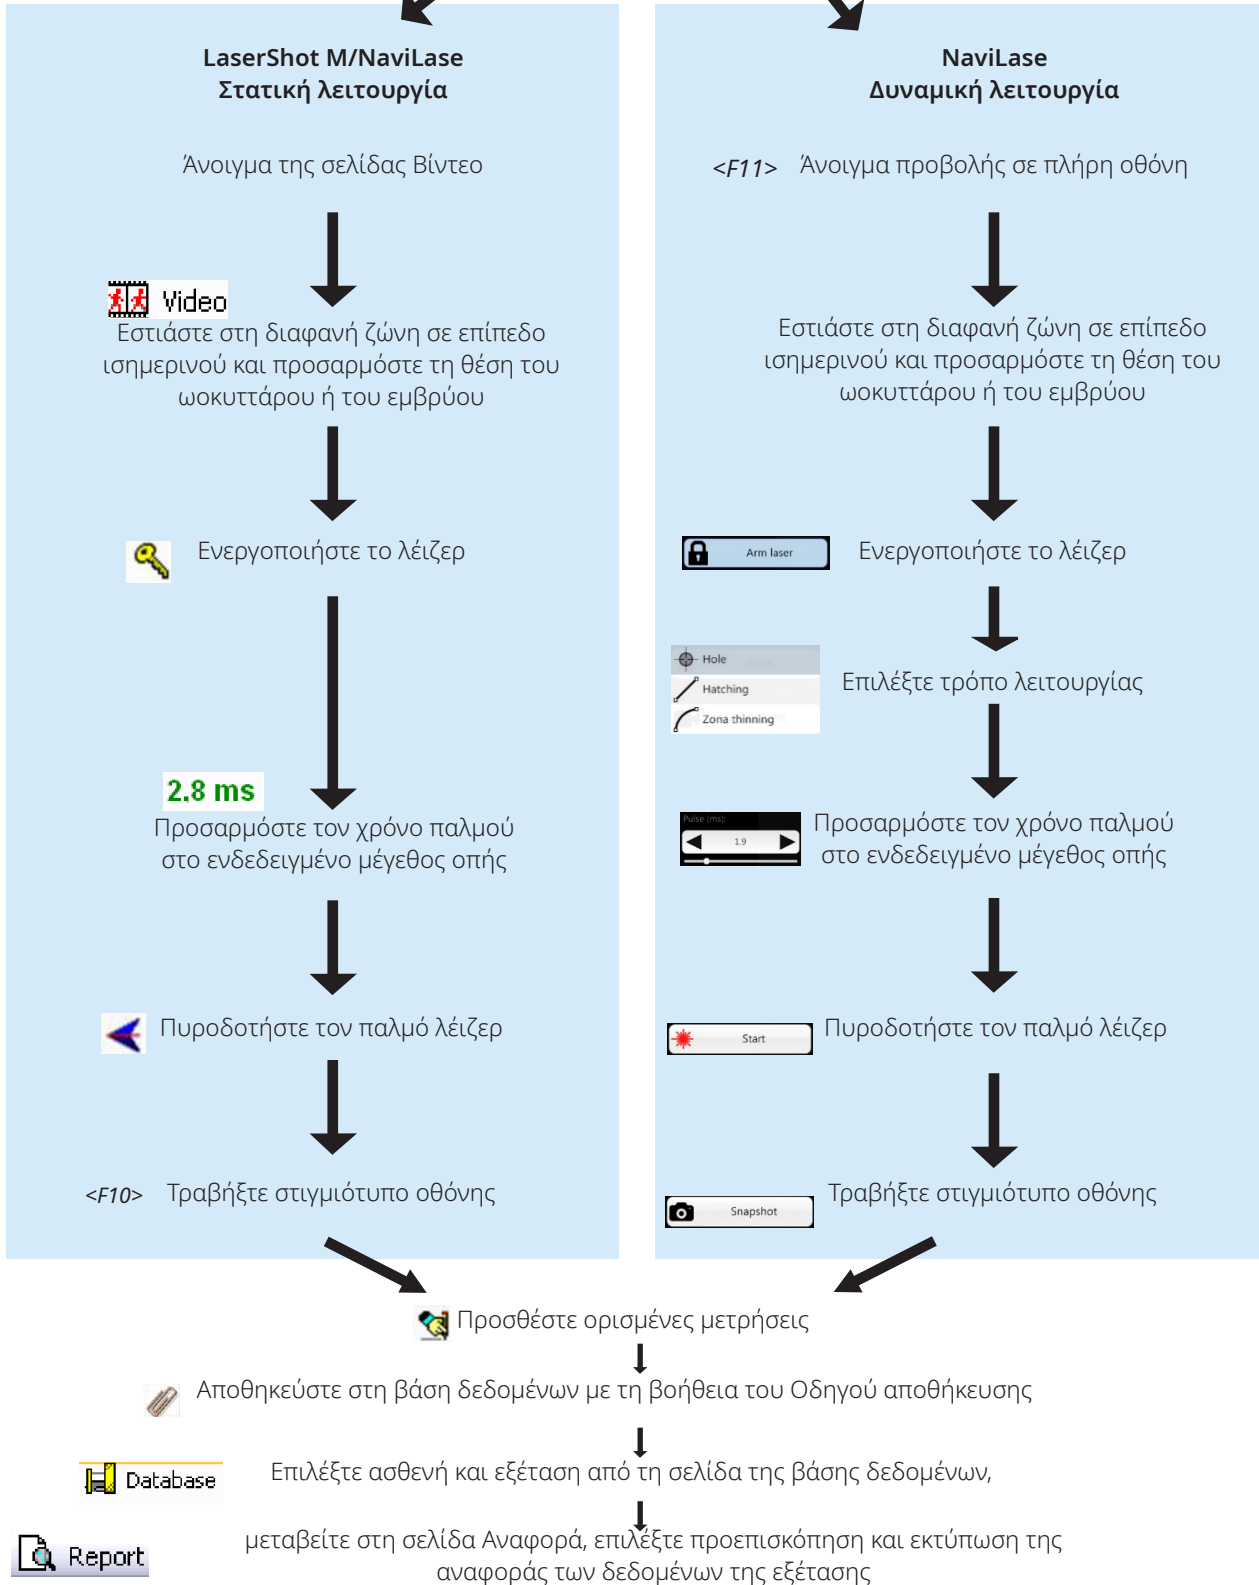 LaserShot M/NaviLase
Στατική λειτουργία
Άνοιγμα της σελίδας Βίντεο
Video
Εστιάστε στη διαφανή ζώνη σε επίπεδο
ισημερινού και προσαρμόστε τη θέση του
ωοκυττάρου ή του εμβρύου
Ενεργοποιήστε το λέιζερ
2.8 ms
Προσαρμόστε τον χρόνο παλμού
στο ενδεδειγμένο μέγεθος οπής
Πυροδοτήστε τον παλμό λέιζερ
<F10> Τραβήξτε στιγμιότυπο οθόνης
NaviLase
Δυναμική λειτουργία
<F11> Άνοιγμα προβολής σε πλήρη οθόνη
Εστιάστε στη διαφανή ζώνη σε επίπεδο
ισημερινού και προσαρμόστε τη θέση του
ωοκυττάρου ή του εμβρύου
Arm laser Ενεργοποιήστε το λέιζερ
Hole
Hatching
Zona thinning
Επιλέξτε τρόπο λειτουργίας
Pulse (ms):
1.9
Προσαρμόστε τον χρόνο παλμού
στο ενδεδειγμένο μέγεθος οπής
Start Πυροδοτήστε τον παλμό λέιζερ
Snapshot Τραβήξτε στιγμιότυπο οθόνης
Προσθέστε ορισμένες μετρήσεις
Αποθηκεύστε στη βάση δεδομένων με τη βοήθεια του Οδηγού αποθήκευσης
Database Επιλέξτε ασθενή και εξέταση από τη σελίδα της βάσης δεδομένων,
Report μεταβείτε στη σελίδα Αναφορά, επιλέξτε προεπισκόπηση και εκτύπωση της
αναφοράς των δεδομένων της εξέτασης